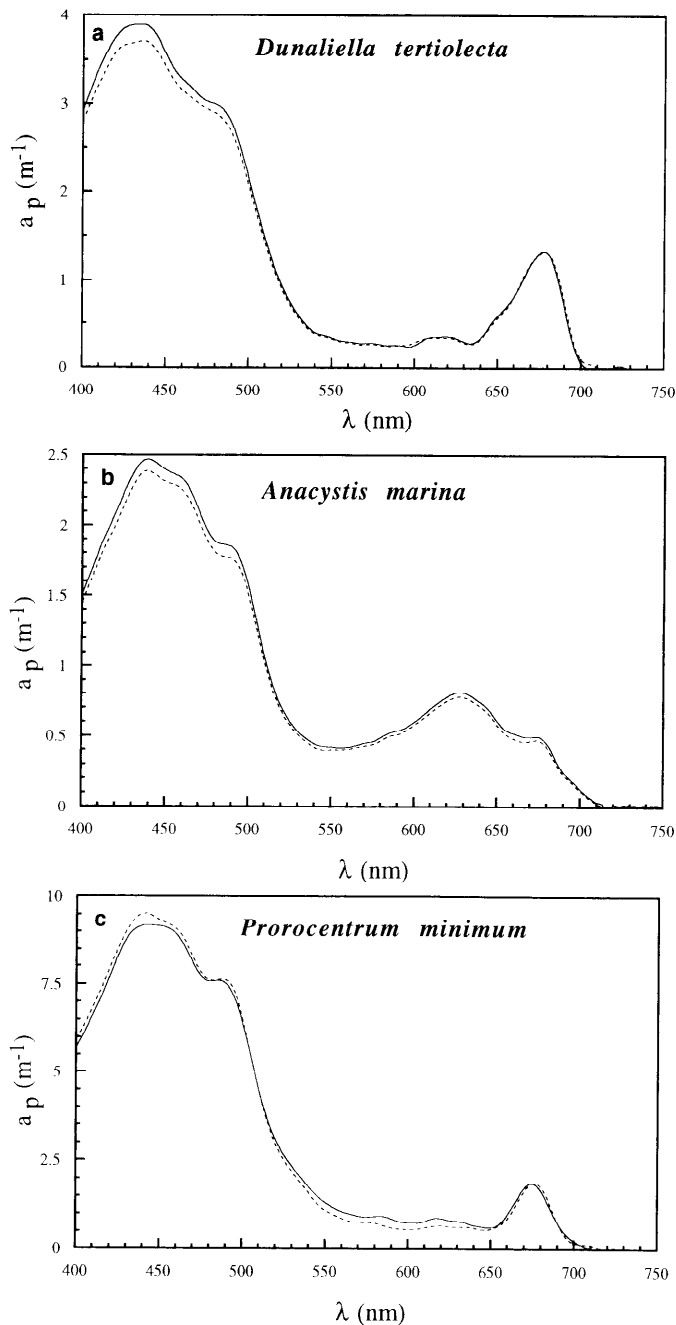 a
Dunaliella tertiolecta
4
3
2
1
0
a p (m-1)
400 450 500 550 600 650 700 750
λ (nm)
b
Anacystis marina
2.5
2
1.5
1
0.5
0
a p (m-1)
400 450 500 550 600 650 700 750
λ (nm)
c
Prorocentrum minimum
10
7.5
5
2.5
0
a p (m-1)
400 450 500 550 600 650 700 750
λ (nm)